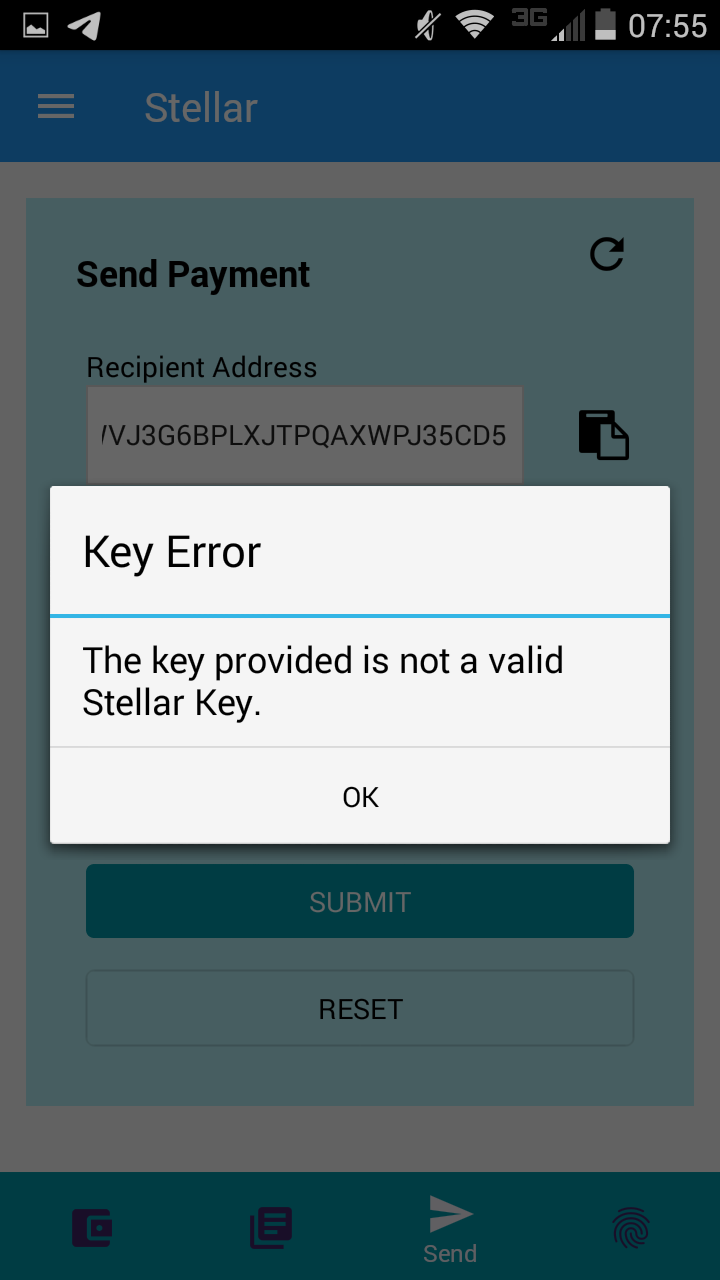 3G 07:55
Stellar
Send Payment
Recipient Address
VJ3G6BPLXJTPQAXWPJ35CD5
Key Error
The key provided is not a valid
Stellar Key.
OK
SUBMIT
RESET
Send